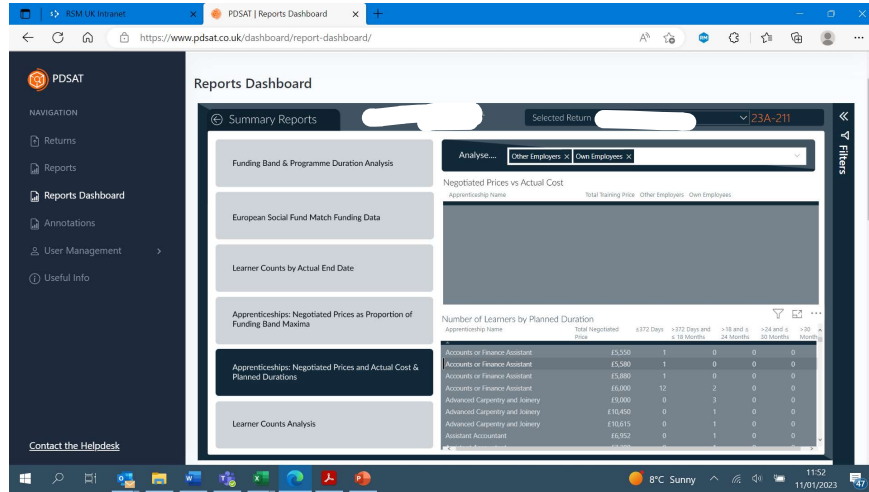 RSM UK Intranet
PDSAT | Reports Dashboard
https://www.pdsat.co.uk/dashboard/report-dashboard/
PDSAT
NAVIGATION
Returns
Reports
Reports Dashboard
Annotations
User Management
Useful Info
Contact the Helpdesk
Reports Dashboard
Summary Reports
Selected Return
23A-211
Filters
Funding Band & Programme Duration Analysis
European Social Fund Match Funding Data
Learner Counts by Actual End Date
Apprenticeships: Negotiated Prices as Proportion of
Funding Band Maxima
Apprenticeships: Negotiated Prices and Actual Cost &
Planned Durations
Learner Counts Analysis
Analyse.... Other Employers × Own Employees ×
Negotiated Prices vs Actual Cost
Apprenticeship Name Total Training Price Other Employers Own Employees
Number of Learners by Planned Duration
Apprenticeship Name Total Negotiated Price ≤372 Days >372 Days and ≤ 18 Months >18 and ≤ 24 Months >24 and ≤ 30 Months >30 Month
Accounts or Finance Assistant £5,550 1 0 0 0
Accounts or Finance Assistant £5,580 1 0 0 0
Accounts or Finance Assistant £5,880 1 0 0 0
Accounts or Finance Assistant £6,000 12 2 0 0
Advanced Carpentry and Joinery £9,000 0 3 0 0
Advanced Carpentry and Joinery £10,450 0 1 0 0
Advanced Carpentry and Joinery £10,615 0 1 0 0
Assistant Accountant £6,952 0 1 0 0
8°C Sunny
11:52
11/01/2023
47